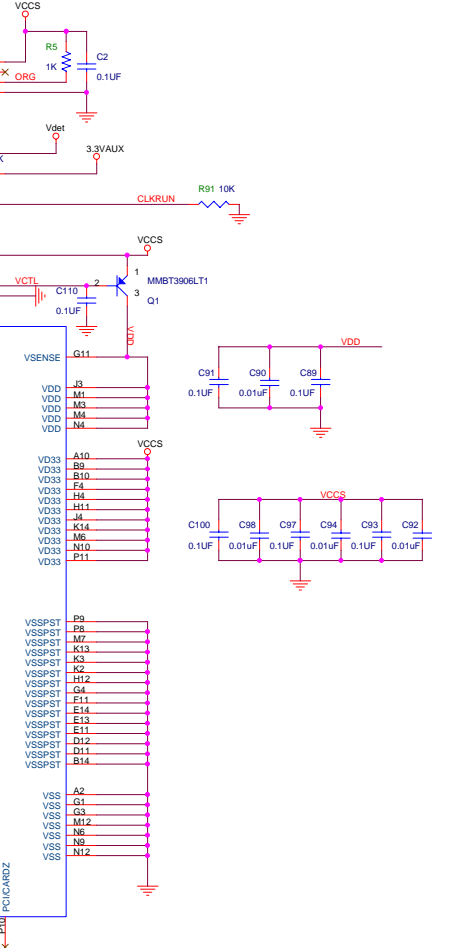 VCCS
R5
1K
C2
0.1UF
ORG
Vdet
3.3VAUX
K
CLKRUN
R91 10K
VCCS
VCTL
C110
0.1UF
2
1
3
MMBT3906LT1
Q1
VDD
VSENSE G11
VDD J3
VDD M1
VDD M3
VDD M4
VDD N4
VDD
C91
0.1UF
C90
0.01uF
C89
0.1UF
VCCS
VD33 A10
VD33 B9
VD33 B10
VD33 F4
VD33 H4
VD33 H11
VD33 J4
VD33 K14
VD33 M6
VD33 N10
VD33 P11
VCCS
C100
0.1UF
C98
0.01uF
C97
0.1UF
C94
0.01uF
C93
0.1UF
C92
0.01uF
VSSPST P9
VSSPST P8
VSSPST M7
VSSPST K13
VSSPST K3
VSSPST K2
VSSPST H12
VSSPST G4
VSSPST F11
VSSPST E14
VSSPST E13
VSSPST E11
VSSPST D12
VSSPST D11
VSSPST B14
VSS A2
VSS G1
VSS G3
VSS M12
VSS N6
VSS N9
VSS N12
PCI/CARDZ
P10